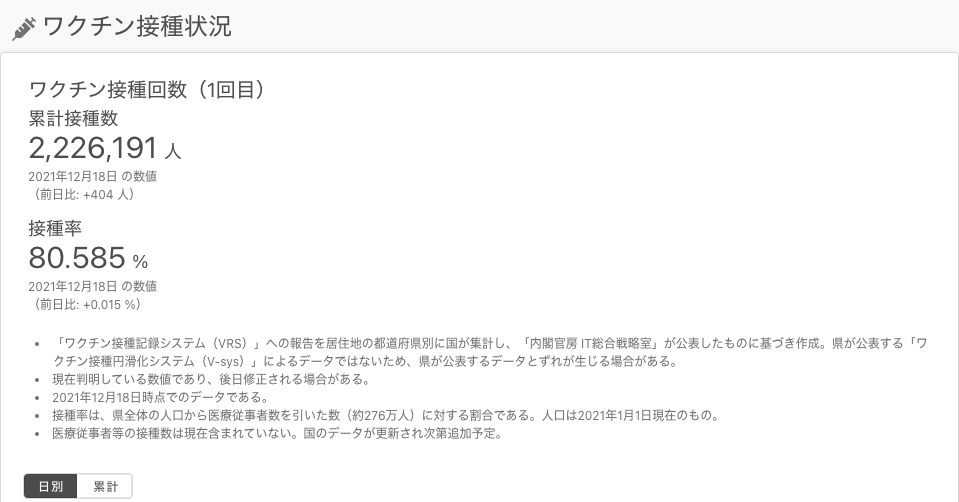 ワクチン接種状況
ワクチン接種回数（1回目）
累計接種数
2,226,191 人
2021年12月18日 の数値
（前日比: +404 人）
接種率
80.585 %
2021年12月18日 の数値
（前日比: +0.015 %）
• 「ワクチン接種記録システム（VRS）」への報告を居住地の都道府県別に国が集計し、「内閣官房 IT総合戦略室」が公表したものに基づき作成。県が公表する「ワ
クチン接種円滑化システム（V-sys）」によるデータではないため、県が公表するデータとずれが生じる場合がある。
• 現在判明している数値であり、後日修正される場合がある。
• 2021年12月18日時点でのデータである。
• 接種率は、県全体の人口から医療従事者数を引いた数（約276万人）に対する割合である。人口は2021年1月1日現在のもの。
• 医療従事者等の接種数は現在含まれていない。国のデータが更新され次第追加予定。
日別 累計